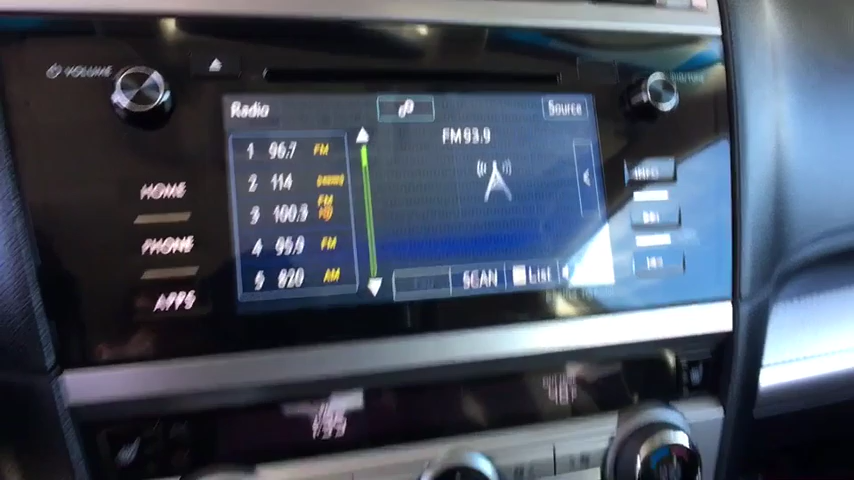 VOLUME
Radio
Source
FM 93.9
1 96.7 FM
2 114
3 100.3 FM
4 95.9 FM
5 820 AM
SCAN
List
HOME
PHONE
APPS
INFO